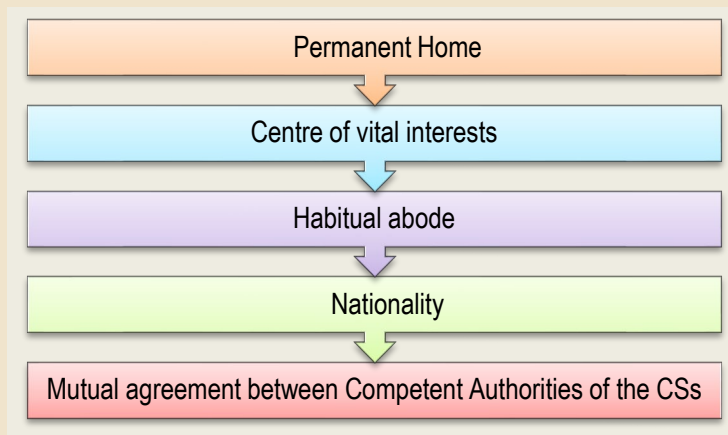 Permanent Home
Centre of vital interests
Habitual abode
Nationality
Mutual agreement between Competent Authorities of the CSs